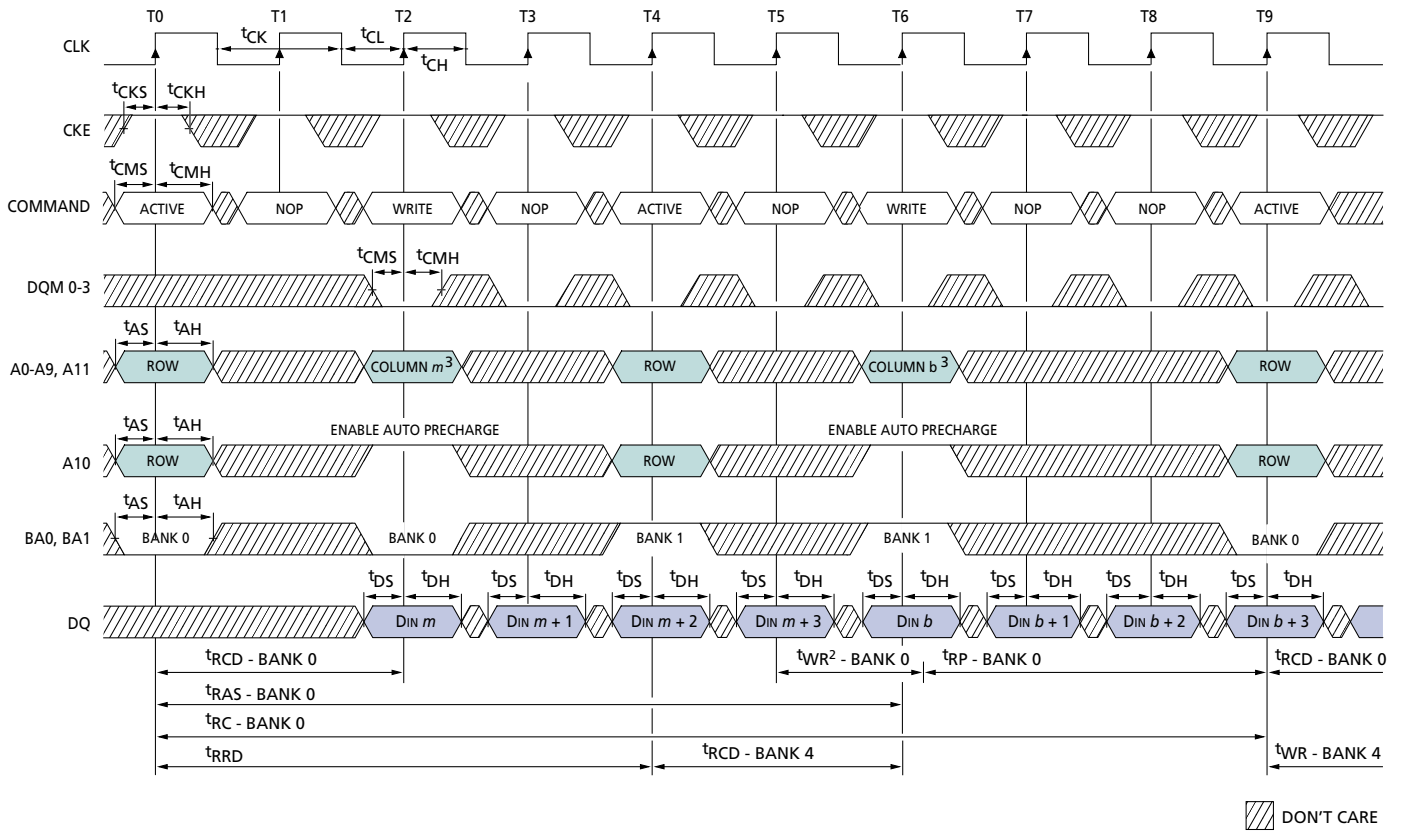 T0 T1 T2 T3 T4 T5 T6 T7 T8 T9
CLK tCK tCL tCH
tCKS tCKH
CKE
tCMS tCMH
COMMAND ACTIVE NOP WRITE NOP ACTIVE NOP WRITE NOP NOP ACTIVE
tCMS tCMH
DQM 0-3
tAS tAH
A0-A9, A11 ROW COLUMN m3 ROW COLUMN b3 ROW
tAS tAH ENABLE AUTO PRECHARGE ENABLE AUTO PRECHARGE
A10 ROW ROW ROW
tAS tAH
BA0, BA1 BANK 0 BANK 0 BANK 1 BANK 1 BANK 0
tDS tDH tDS tDH tDS tDH tDS tDH tDS tDH tDS tDH tDS tDH tDS tDH
DQ DIN m DIN m + 1 DIN m + 2 DIN m + 3 DIN b DIN b + 1 DIN b + 2 DIN b + 3
tRCD - BANK 0 tWR2 - BANK 0 tRP - BANK 0 tRCD - BANK 0
tRAS - BANK 0
tRC - BANK 0
tRRD tRCD - BANK 4 tWR - BANK 4
DON'T CARE